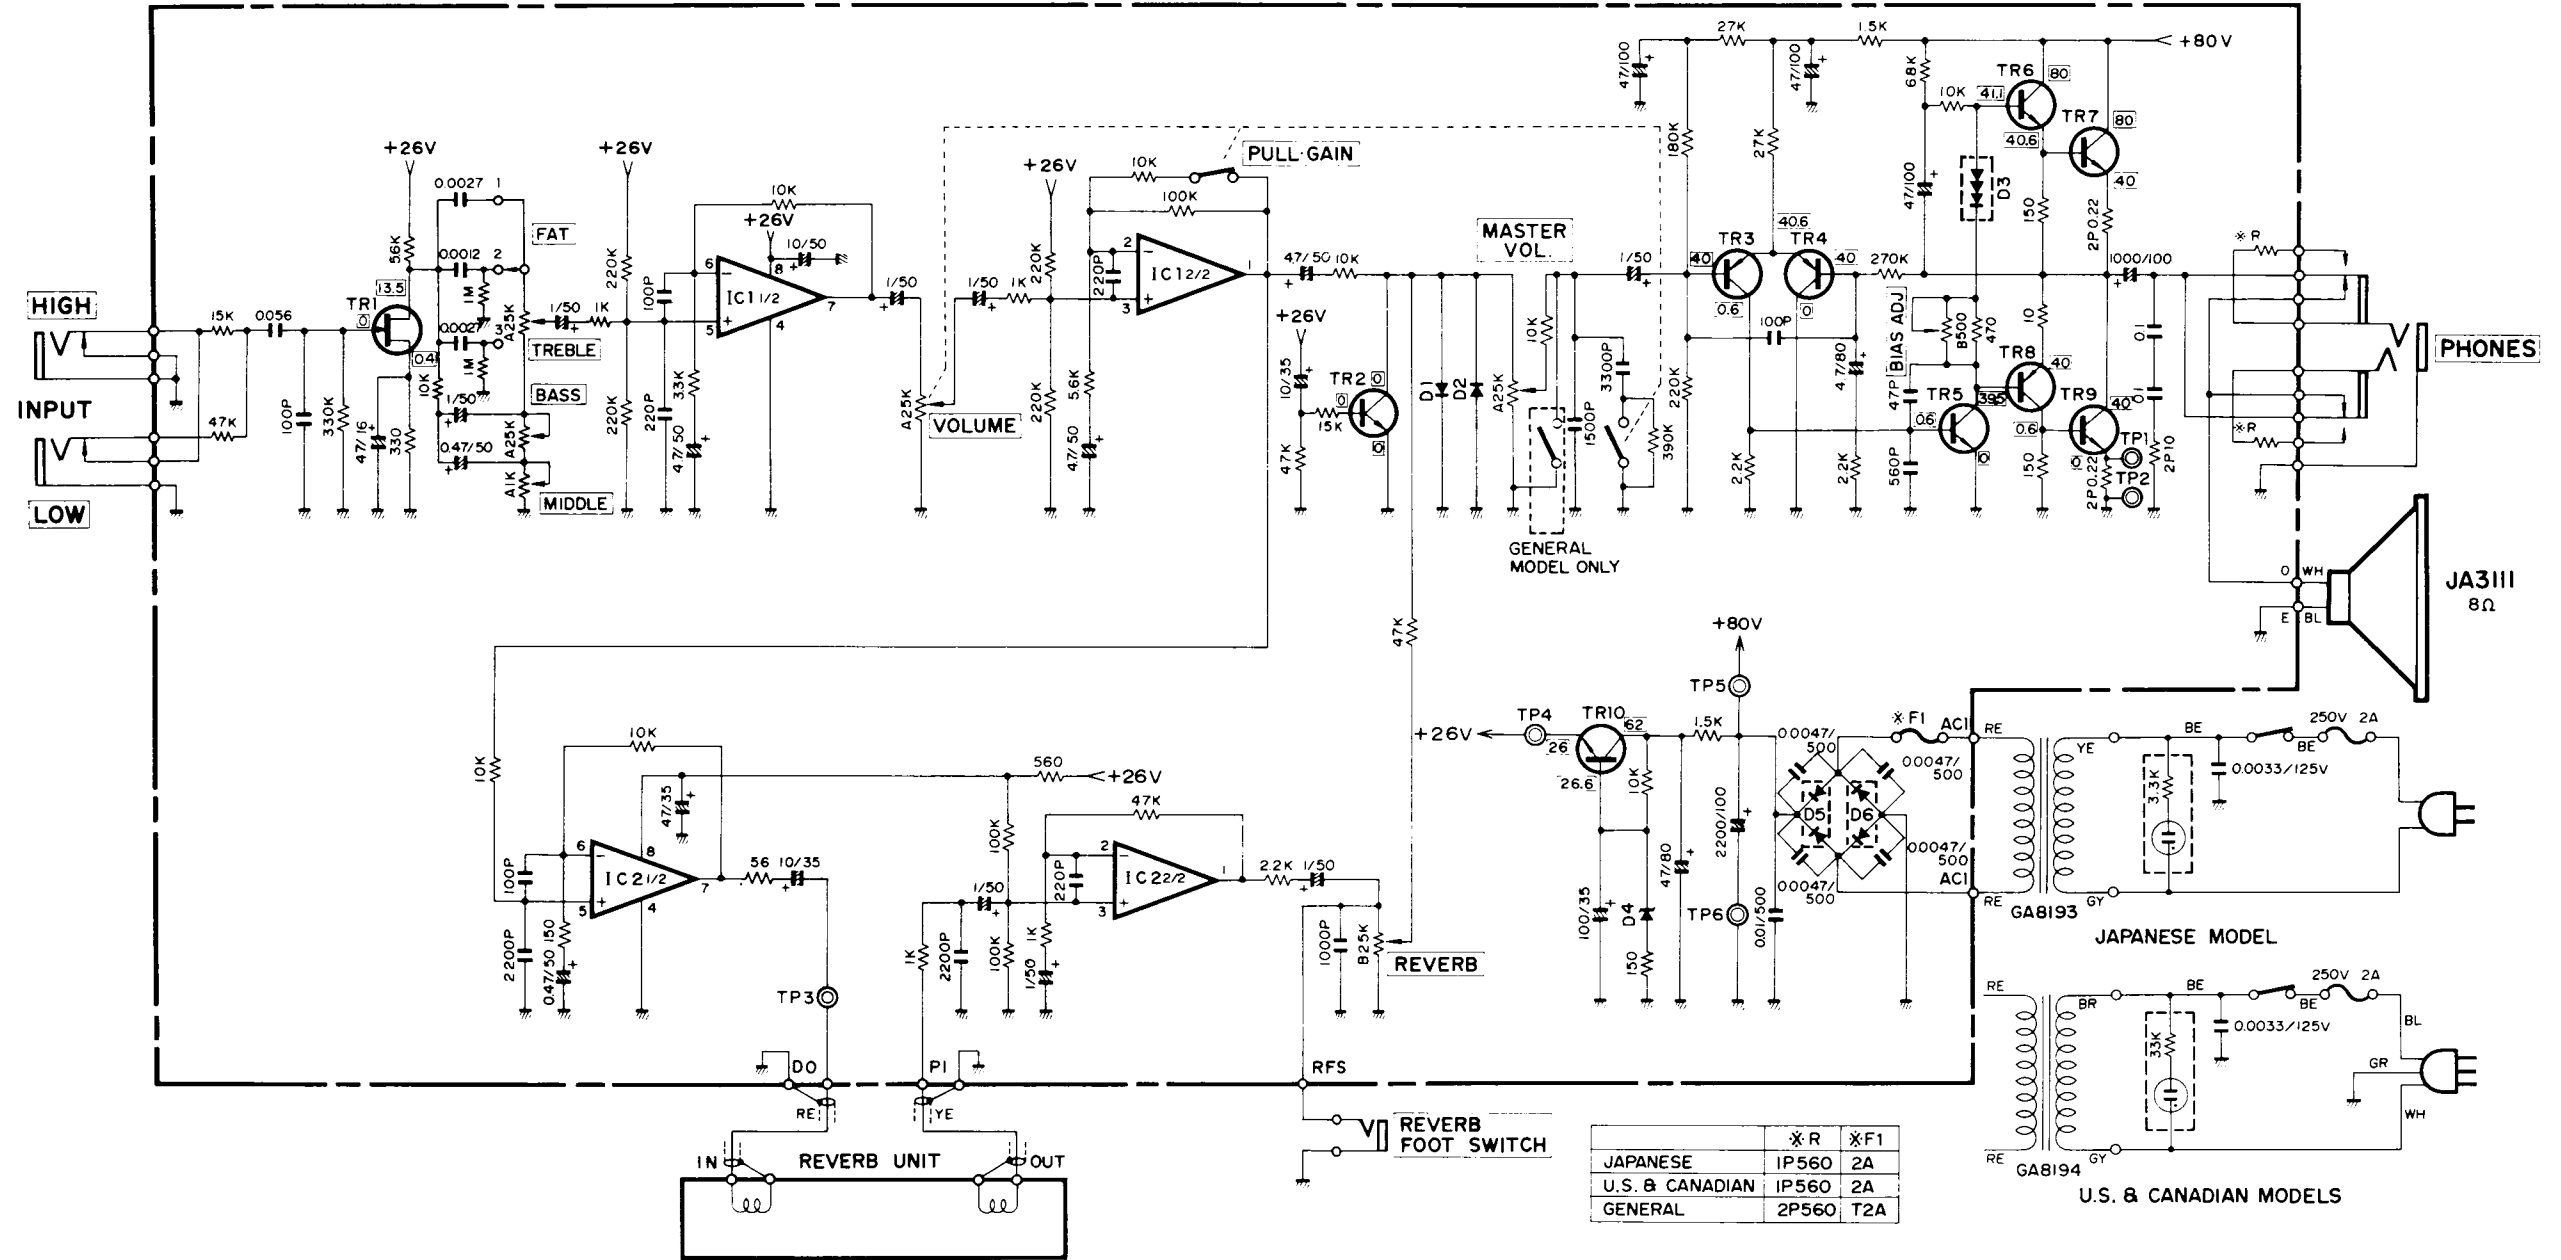 HIGH
INPUT
LOW
15K
47K
0056
100P
330K
TR1
0
13.5
0.4
+26V
56K
47/16
330
0.0027
1
0.0012
2
1M
0.0027
3
1M
10K
1/50
0.47/50
FAT
A25K
TREBLE
BASS
A25K
A1K
MIDDLE
1/50
1K
+26V
220K
220K
100P
220P
33K
4.7/50
10K
+26V
10/50
IC1 1/2
6
5
8
4
7
1/50
A25K
VOLUME
1/50
1K
+26V
220K
220K
PULL·GAIN
10K
100K
220P
IC1 2/2
2
3
1
5.6K
4.7/50
47/50
10K
+26V
10/35
15K
47K
TR2
0
0
D1
D2
MASTER
VOL.
A25K
10K
GENERAL
MODEL ONLY
1500P
3300P
390K
1/50
47/100
27K
180K
220K
47/100
1.5K
27K
40.6
TR3
TR4
40
0.6
40
0
270K
100P
2.2K
4.7/80
2.2K
+80V
68K
10K
47/100
41.1
TR6
80
40.6
TR7
80
40
D3
150
2P0.22
BIAS ADJ
B500
470
10
47P
560P
TR5
0.6
0
39.5
TR8
40
0.6
TR9
40
0
150
2P0.22
TP1
TP2
1000/100
0.1
0.1
2P10
※R
※R
PHONES
O
WH
E
BL
JA3111
8Ω
47K
10K
10K
100P
2200P
IC2 1/2
6
5
8
4
7
150
0.47/50
47/35
56
10/35
TP3
560
+26V
100K
100K
47K
220P
IC2 2/2
2
3
1
1/50
1K
2200P
1K
1/50
2.2K
1/50
1000P
B25K
REVERB
DO
PI
RFS
RE
YE
IN
REVERB UNIT
OUT
REVERB
FOOT SWITCH
+80V
TP5
+26V
TP4
TR10
62
26
26.6
1.5K
10K
100/35
D4
150
47/80
2200/100
TP6
0.01/500
0.0047/
500
0.0047/
500
0.0047/
500
0.0047/
500
D5
D6
※F1
AC1
AC1
RE
RE
GA8193
YE
GY
BE
BE
250V 2A
3.3K
0.0033/125V
JAPANESE MODEL
RE
RE
GA8194
BR
GY
BE
BE
250V 2A
33K
0.0033/125V
BL
GR
WH
U.S. & CANADIAN MODELS
※R ※F1
JAPANESE 1P560 2A
U.S. & CANADIAN 1P560 2A
GENERAL 2P560 T2A